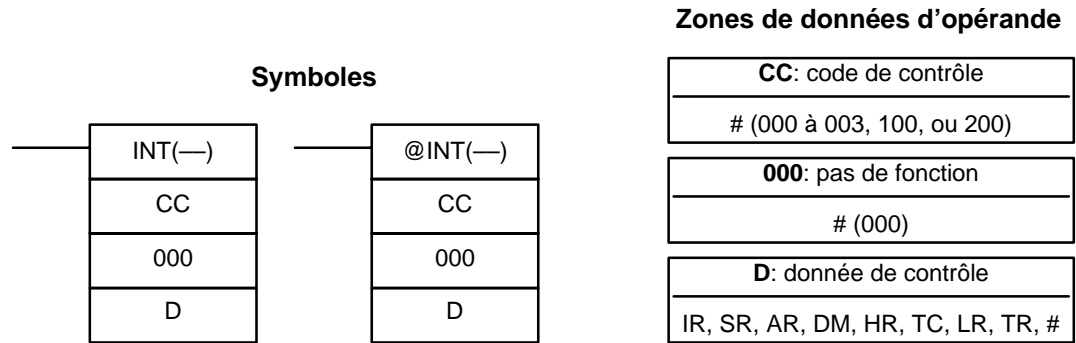 Zones de données d’opérande
Symboles
INT(––)
CC
000
D
@INT(––)
CC
000
D
CC: code de contrôle
# (000 à 003, 100, ou 200)
000: pas de fonction
# (000)
D: donnée de contrôle
IR, SR, AR, DM, HR, TC, LR, TR, #